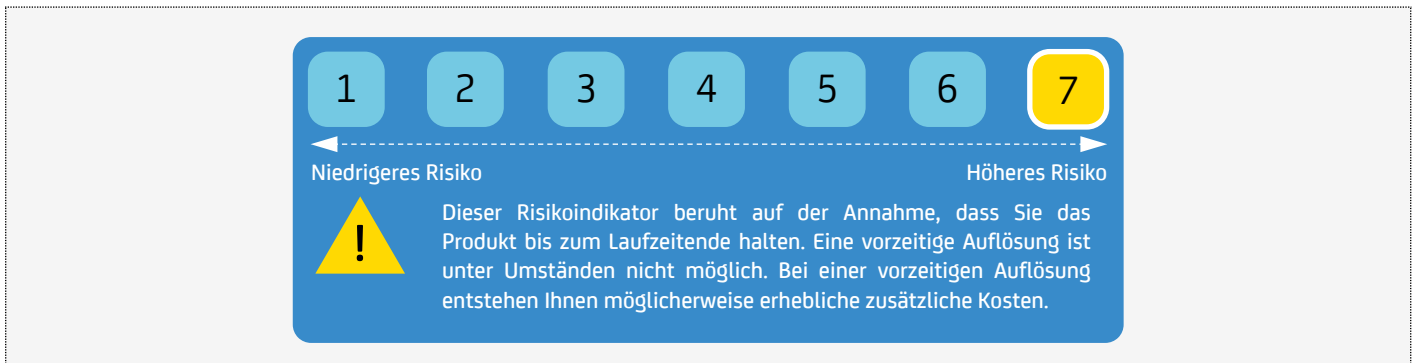 1 2 3 4 5 6 7
Niedrigeres Risiko Höheres Risiko
! Dieser Risikoindikator beruht auf der Annahme, dass Sie das
Produkt bis zum Laufzeitende halten. Eine vorzeitige Auflösung ist
unter Umständen nicht möglich. Bei einer vorzeitigen Auflösung
entstehen Ihnen möglicherweise erhebliche zusätzliche Kosten.